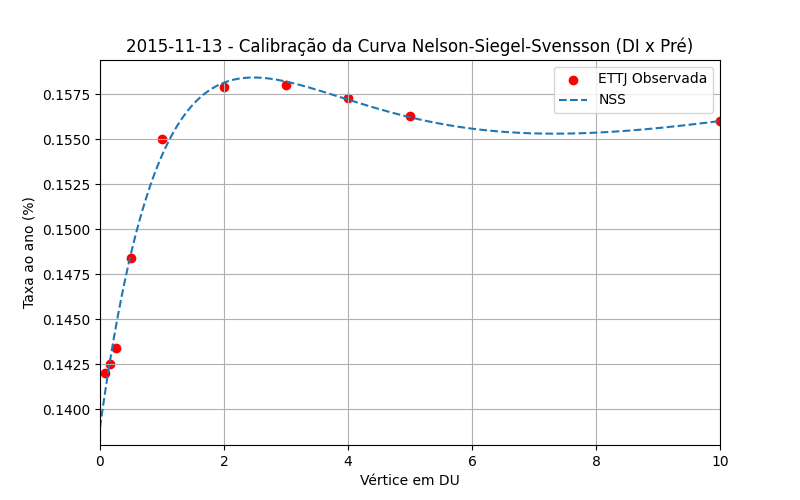 2015-11-13 - Calibração da Curva Nelson-Siegel-Svensson (DI x Pré)
ETTJ Observada
NSS
Taxa ao ano (%)
0.1575
0.1550
0.1525
0.1500
0.1475
0.1450
0.1425
0.1400
0 2 4 6 8 10
Vértice em DU